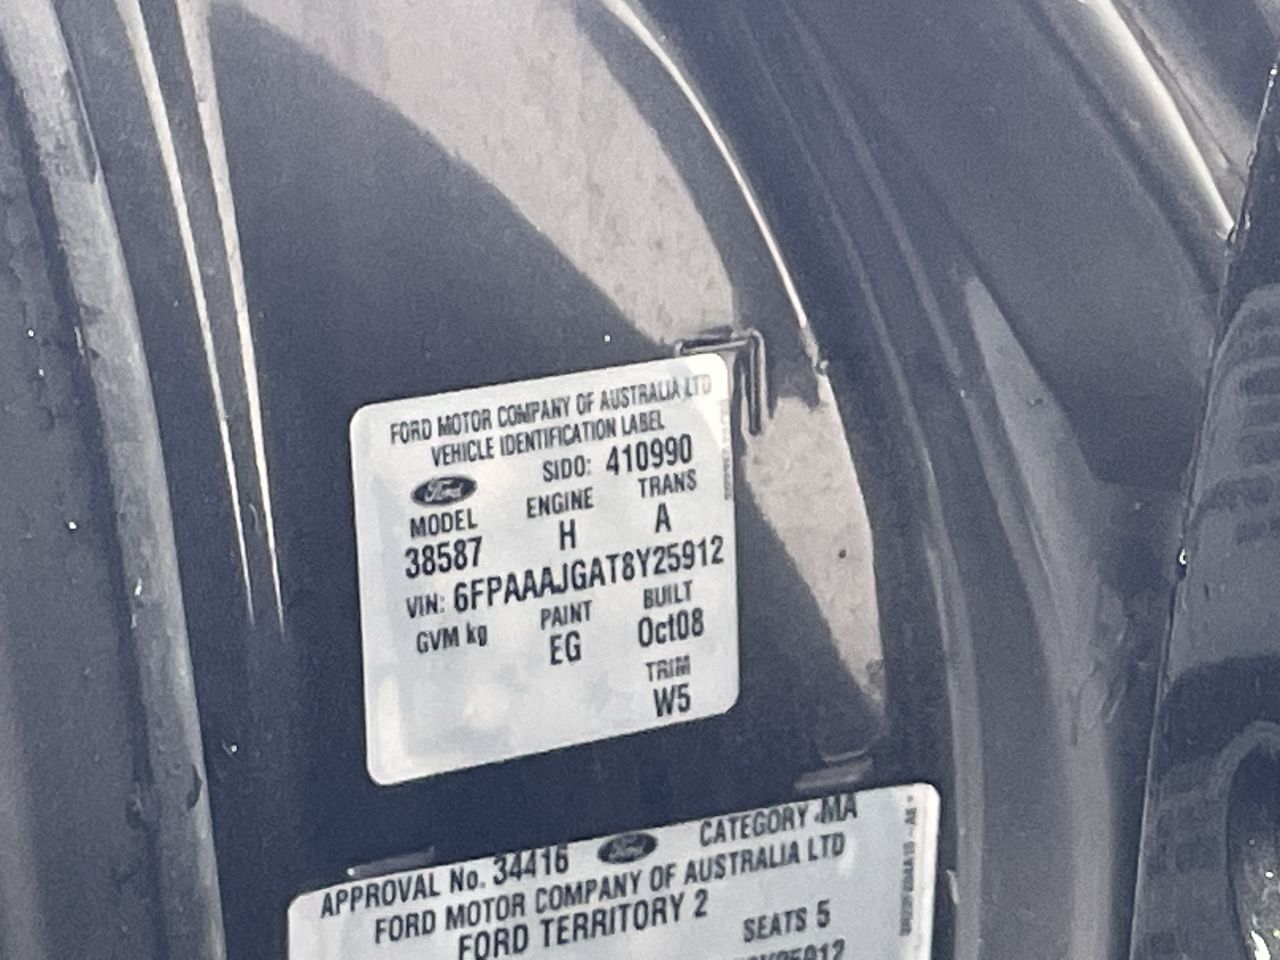 FORD MOTOR COMPANY OF AUSTRALIA LTD
VEHICLE IDENTIFICATION LABEL
Ford SIDO: 410990
MODEL ENGINE TRANS
38587 H A
VIN: 6FPAAAJGAT8Y25912
GVM kg PAINT BUILT
EG Oct08
TRIM
W5
APPROVAL No. 34416 Ford CATEGORY MA
FORD MOTOR COMPANY OF AUSTRALIA LTD
FORD TERRITORY 2
SEATS 5